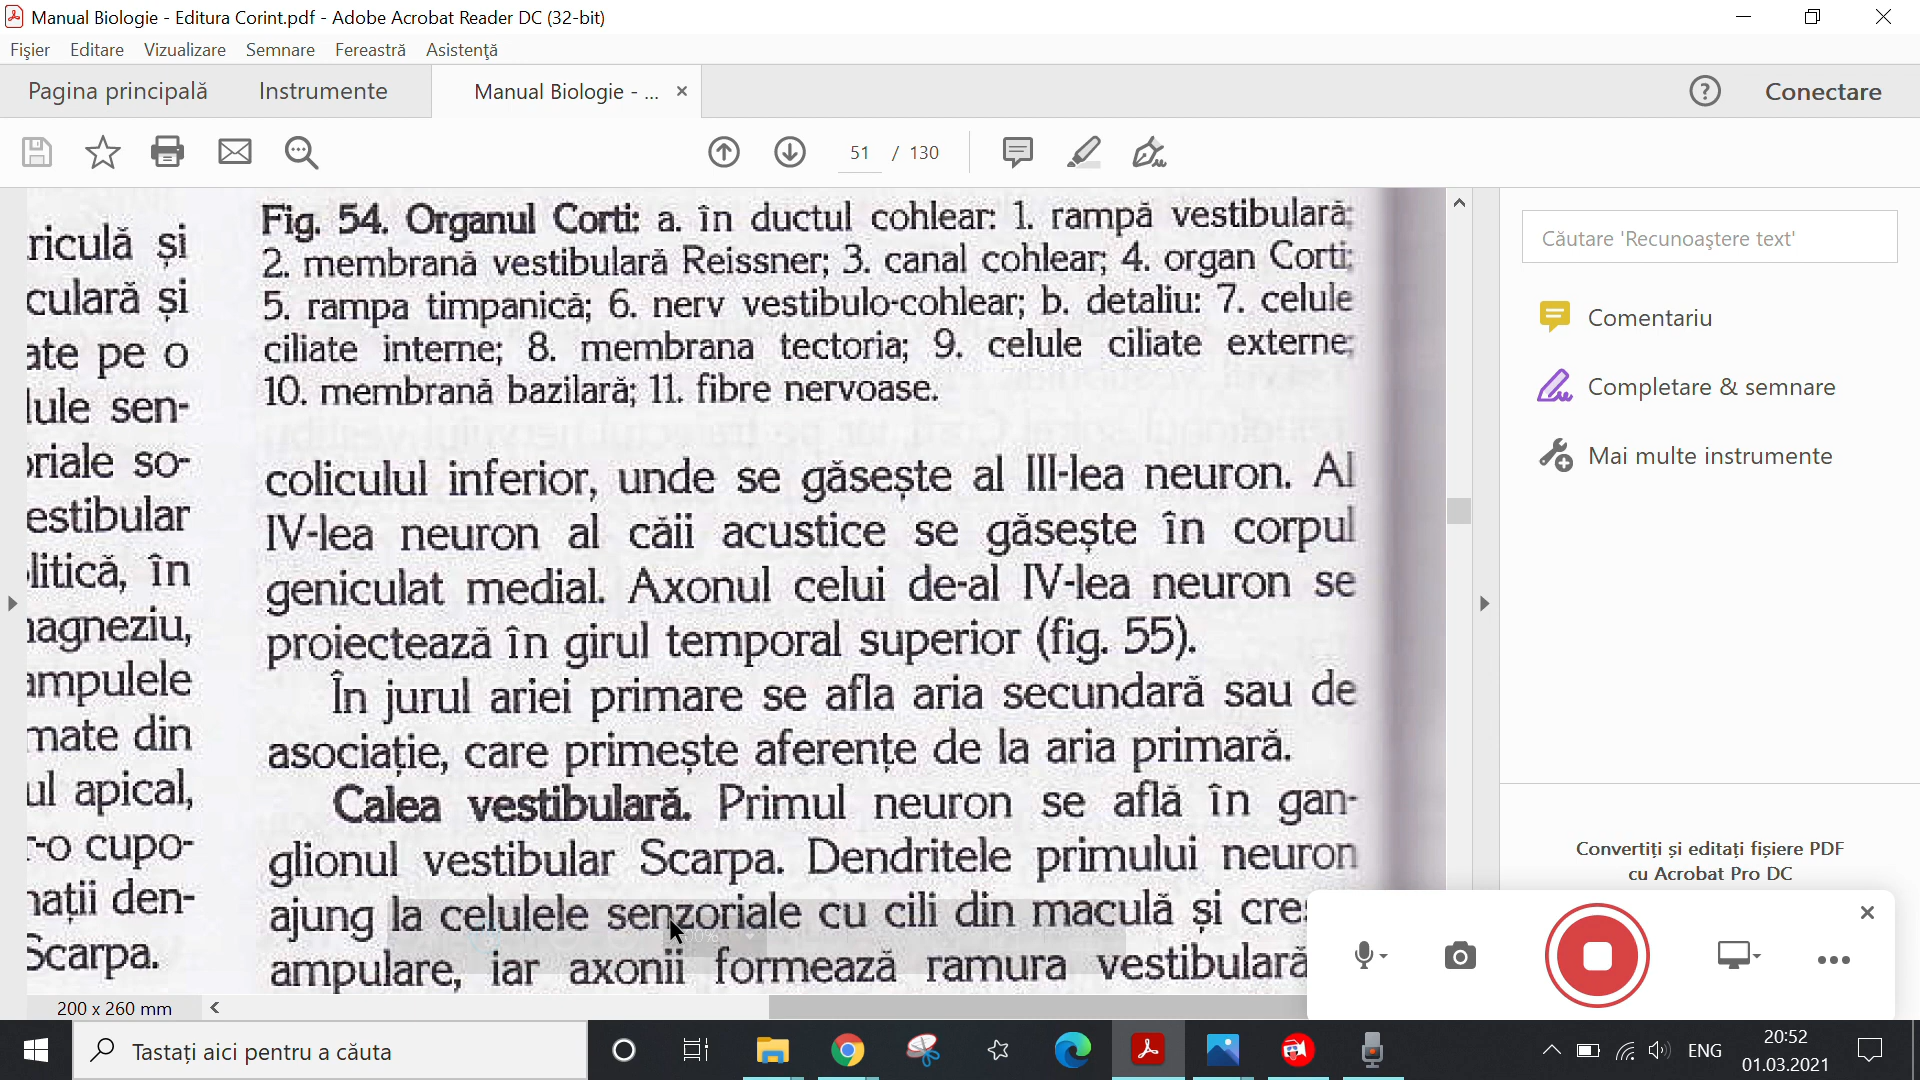 Manual Biologie - Editura Corint.pdf - Adobe Acrobat Reader DC (32-bit)
Fișier Editare Vizualizare Semnare Fereastră Asistență
Pagina principală Instrumente Manual Biologie - ... Conectare
51 / 130
Fig. 54. Organul Corti: a. în ductul cohlear: 1. rampă vestibulară;
2. membrană vestibulară Reissner; 3. canal cohlear; 4. organ Corti;
5. rampa timpanică; 6. nerv vestibulo-cohlear; b. detaliu: 7. celule
ciliate interne; 8. membrana tectoria; 9. celule ciliate externe;
10. membrană bazilară; 11. fibre nervoase.
riculă și
culară și
ate pe o
lule sen-
oriale so-
estibular
litică, în
nagneziu,
ampulele
mate din
ul apical,
r-o cupo-
nații den-
Scarpa.
coliculul inferior, unde se găsește al III-lea neuron. Al
IV-lea neuron al căii acustice se găsește în corpul
geniculat medial. Axonul celui de-al IV-lea neuron se
proiectează în girul temporal superior (fig. 55).
În jurul ariei primare se afla aria secundară sau de
asociație, care primește aferențe de la aria primară.
Calea vestibulară. Primul neuron se află în gan-
glionul vestibular Scarpa. Dendritele primului neuron
ajung la celulele senzoriale cu cili din maculă și cres
ampulare, iar axonii formează ramura vestibulară
Căutare 'Recunoaștere text'
Comentariu
Completare & semnare
Mai multe instrumente
Convertiți și editați fișiere PDF
cu Acrobat Pro DC
200 x 260 mm
Tastați aici pentru a căuta
ENG
20:52
01.03.2021